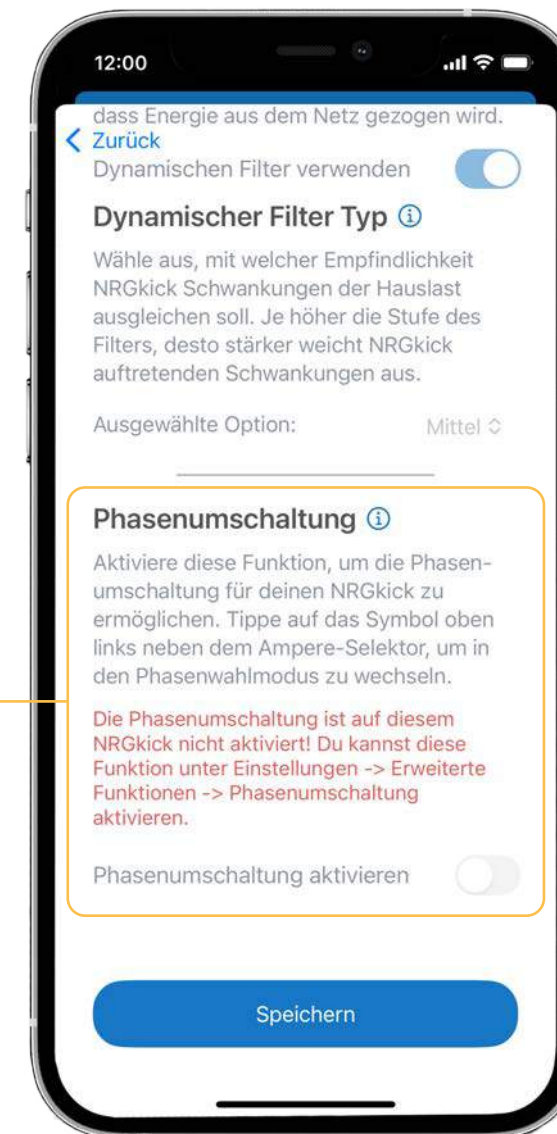 12:00
dass Energie aus dem Netz gezogen wird.
Zurück
Dynamischen Filter verwenden
Dynamischer Filter Typ
Wähle aus, mit welcher Empfindlichkeit
NRGkick Schwankungen der Hauslast
ausgleichen soll. Je höher die Stufe des
Filters, desto stärker weicht NRGkick
auftretenden Schwankungen aus.
Ausgewählte Option: Mittel
Phasenumschaltung
Aktiviere diese Funktion, um die Phasen-
umschaltung für deinen NRGkick zu
ermöglichen. Tippe auf das Symbol oben
links neben dem Ampere-Selektor, um in
den Phasenwahlmodus zu wechseln.
Die Phasenumschaltung ist auf diesem
NRGkick nicht aktiviert! Du kannst diese
Funktion unter Einstellungen -> Erweiterte
Funktionen -> Phasenumschaltung
aktivieren.
Phasenumschaltung aktivieren
Speichern